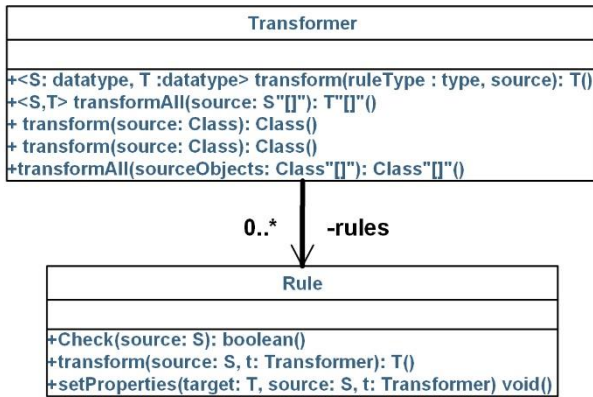 Transformer
+<S: datatype, T :datatype> transform(ruleType : type, source): T()
+<S,T> transformAll(source: S"[]"): T"[]"()
+ transform(source: Class): Class()
+ transform(source: Class): Class()
+transformAll(sourceObjects: Class"[]"): Class"[]"()
0..* -rules
Rule
+Check(source: S): boolean()
+transform(source: S, t: Transformer): T()
+setProperties(target: T, source: S, t: Transformer) void()